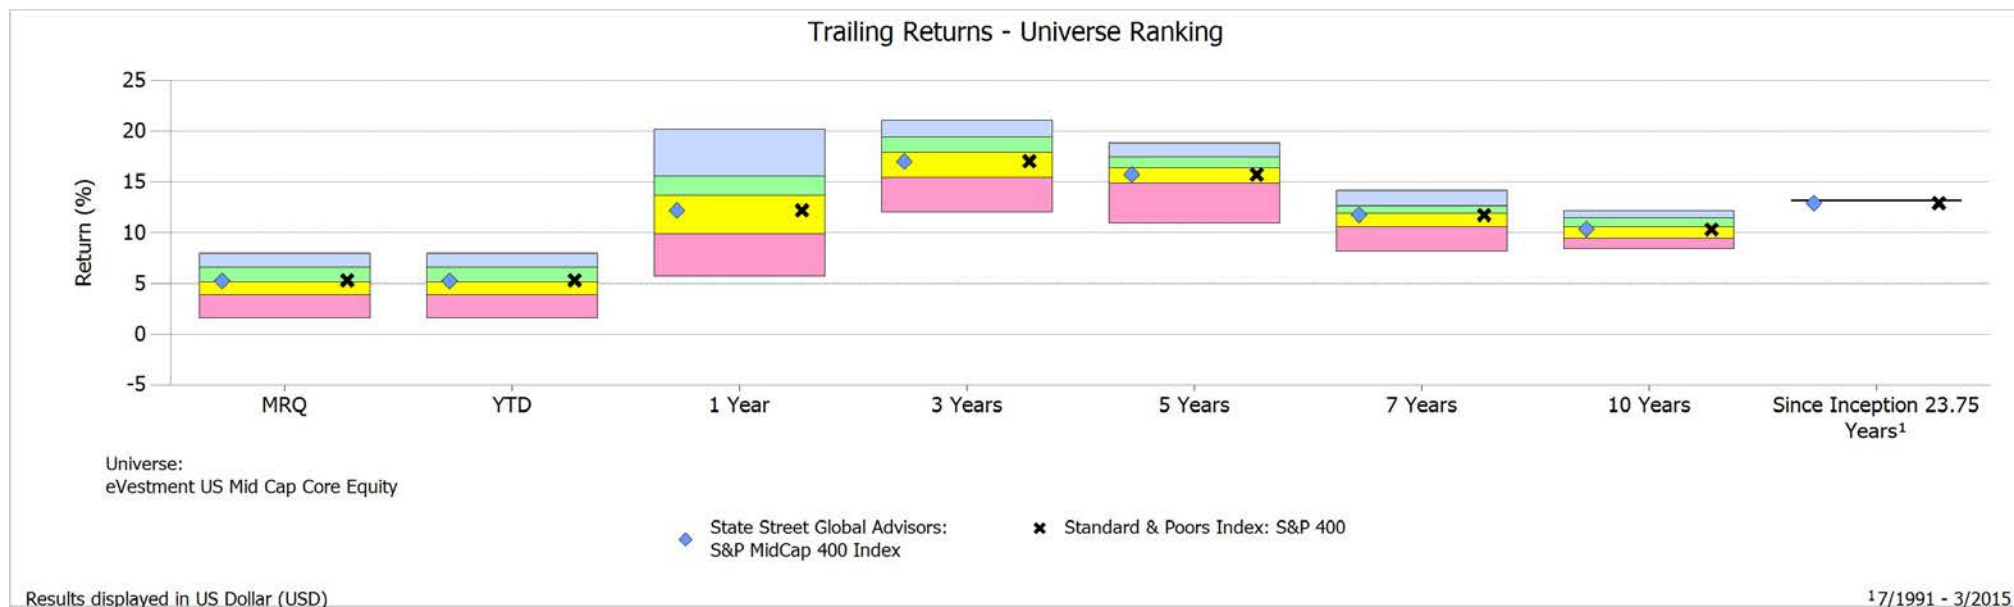 Trailing Returns - Universe Ranking
25
20
15
10
5
0
-5
Return (%)
MRQ
YTD
1 Year
3 Years
5 Years
7 Years
10 Years
Since Inception 23.75
Years¹
Universe:
eVestment US Mid Cap Core Equity
State Street Global Advisors:
S&P MidCap 400 Index
Standard & Poors Index: S&P 400
Results displayed in US Dollar (USD)
¹7/1991 - 3/2015